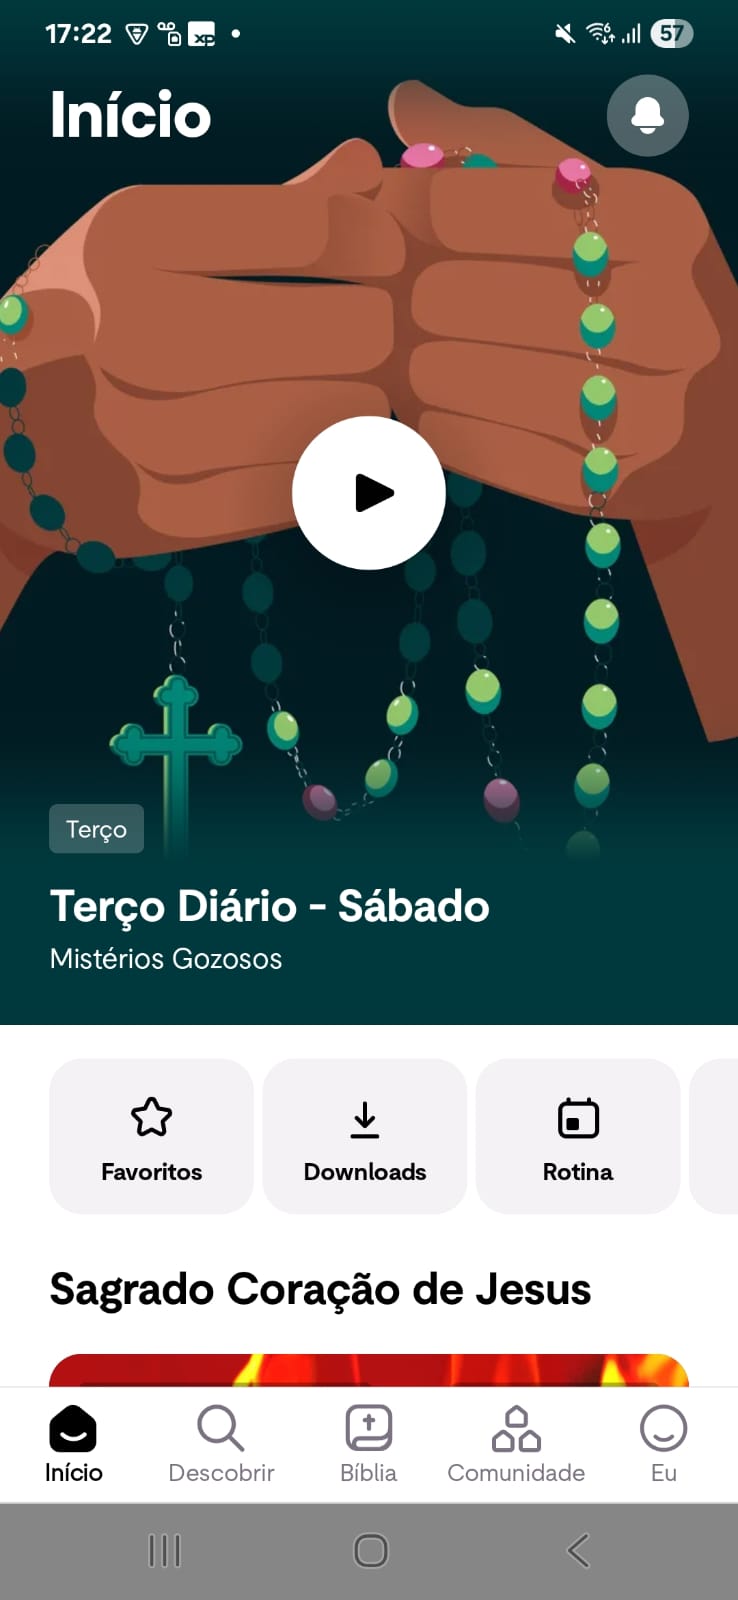 17:22
xp
57
Início
Terço
Terço Diário - Sábado
Mistérios Gozosos
Favoritos
Downloads
Rotina
Sagrado Coração de Jesus
Início
Descobrir
Bíblia
Comunidade
Eu